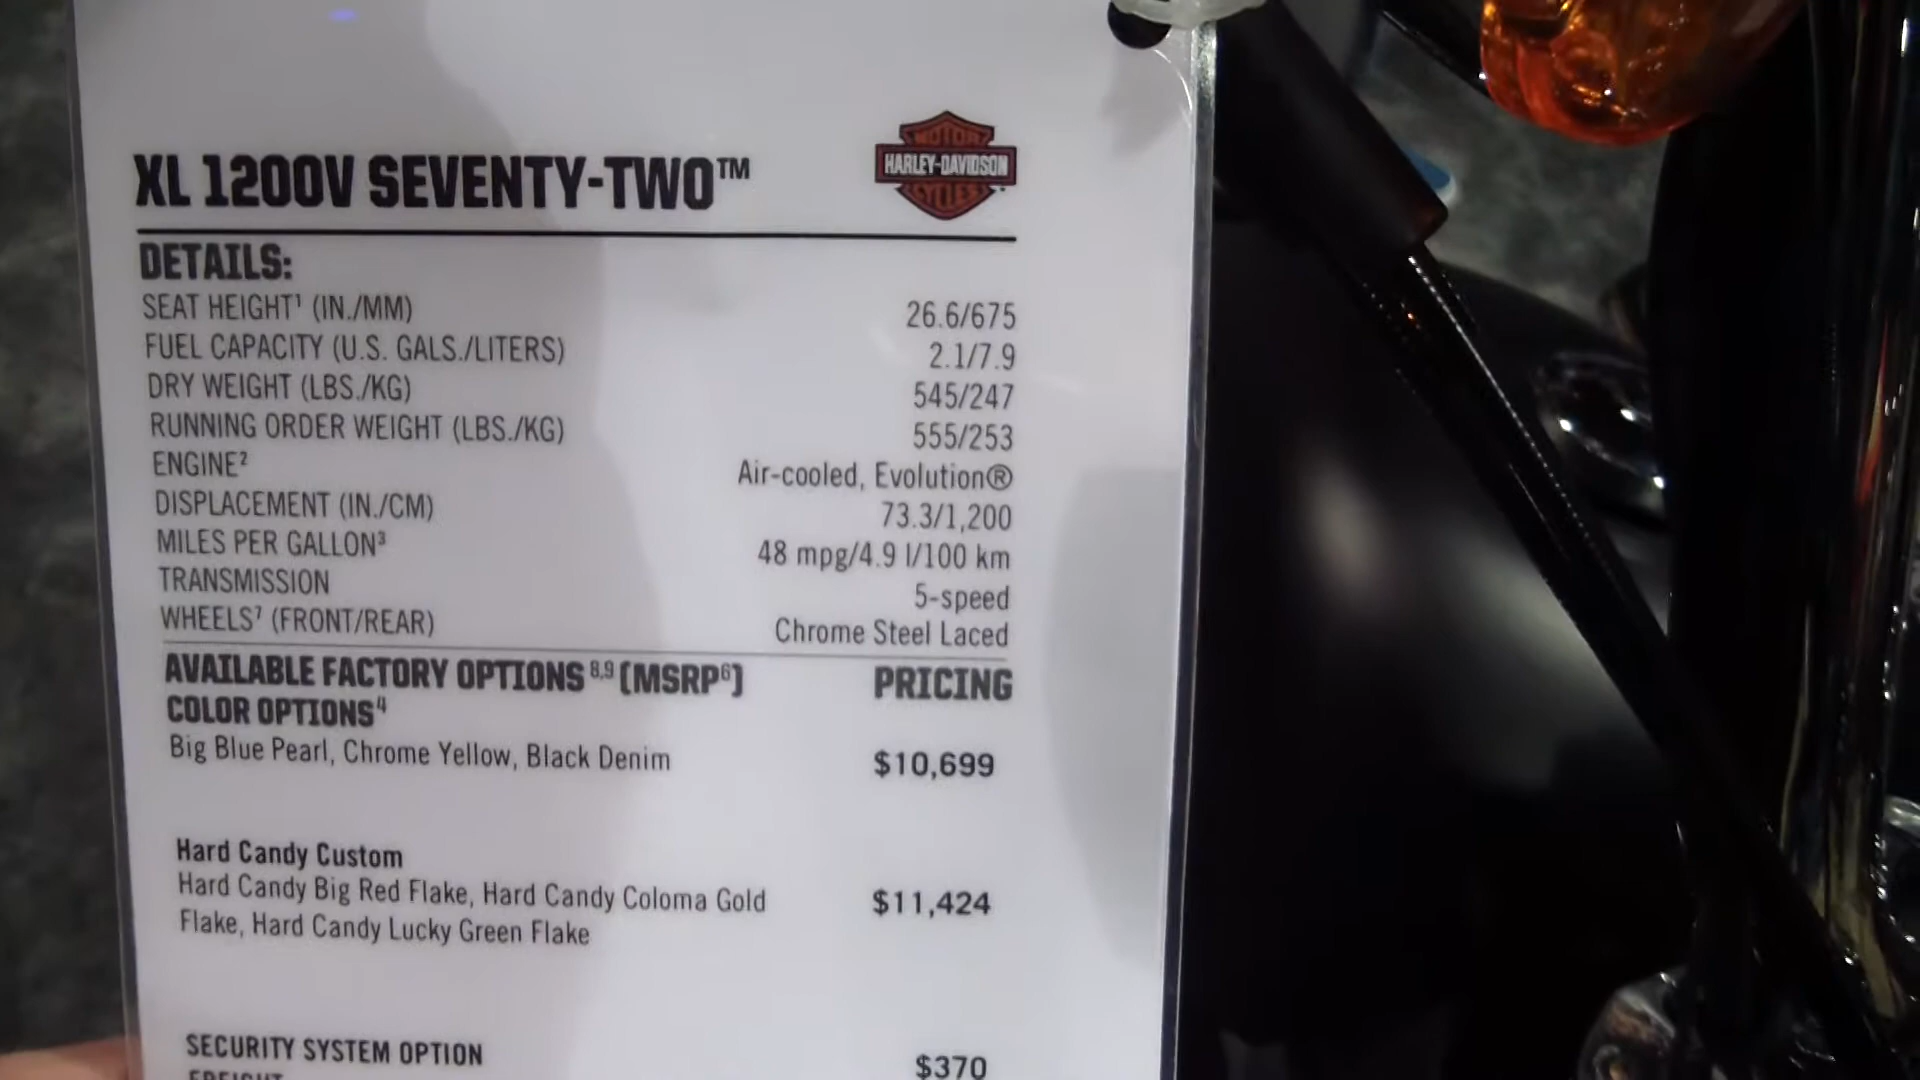 XL 1200V SEVENTY-TWO™
MOTOR
HARLEY-DAVIDSON
CYCLES
DETAILS:
SEAT HEIGHT¹ (IN./MM) 26.6/675
FUEL CAPACITY (U.S. GALS./LITERS) 2.1/7.9
DRY WEIGHT (LBS./KG) 545/247
RUNNING ORDER WEIGHT (LBS./KG) 555/253
ENGINE² Air-cooled, Evolution®
DISPLACEMENT (IN./CM) 73.3/1,200
MILES PER GALLON³ 48 mpg/4.9 l/100 km
TRANSMISSION 5-speed
WHEELS⁷ (FRONT/REAR) Chrome Steel Laced
AVAILABLE FACTORY OPTIONS ⁸,⁹ (MSRP⁶) PRICING
COLOR OPTIONS⁴
Big Blue Pearl, Chrome Yellow, Black Denim $10,699
Hard Candy Custom
Hard Candy Big Red Flake, Hard Candy Coloma Gold $11,424
Flake, Hard Candy Lucky Green Flake
SECURITY SYSTEM OPTION $370
FREIGHT